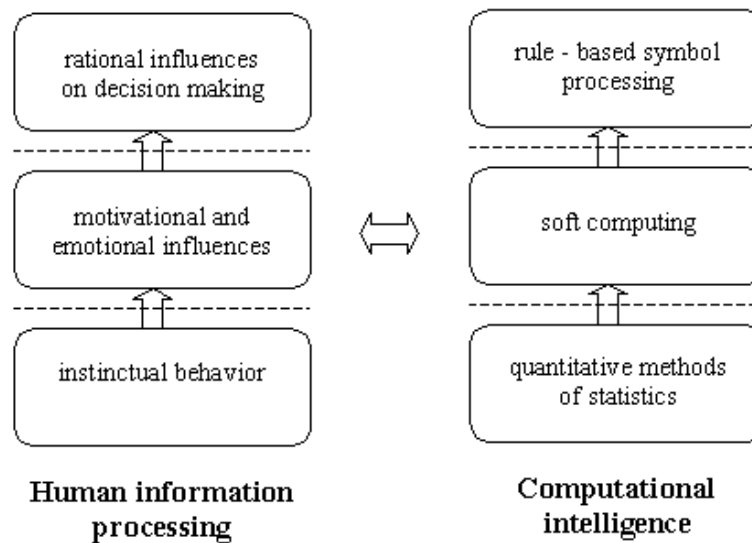 rational influences
on decision making
motivational and
emotional influences
instinctual behavior
Human information
processing
rule - based symbol
processing
soft computing
quantitative methods
of statistics
Computational
intelligence